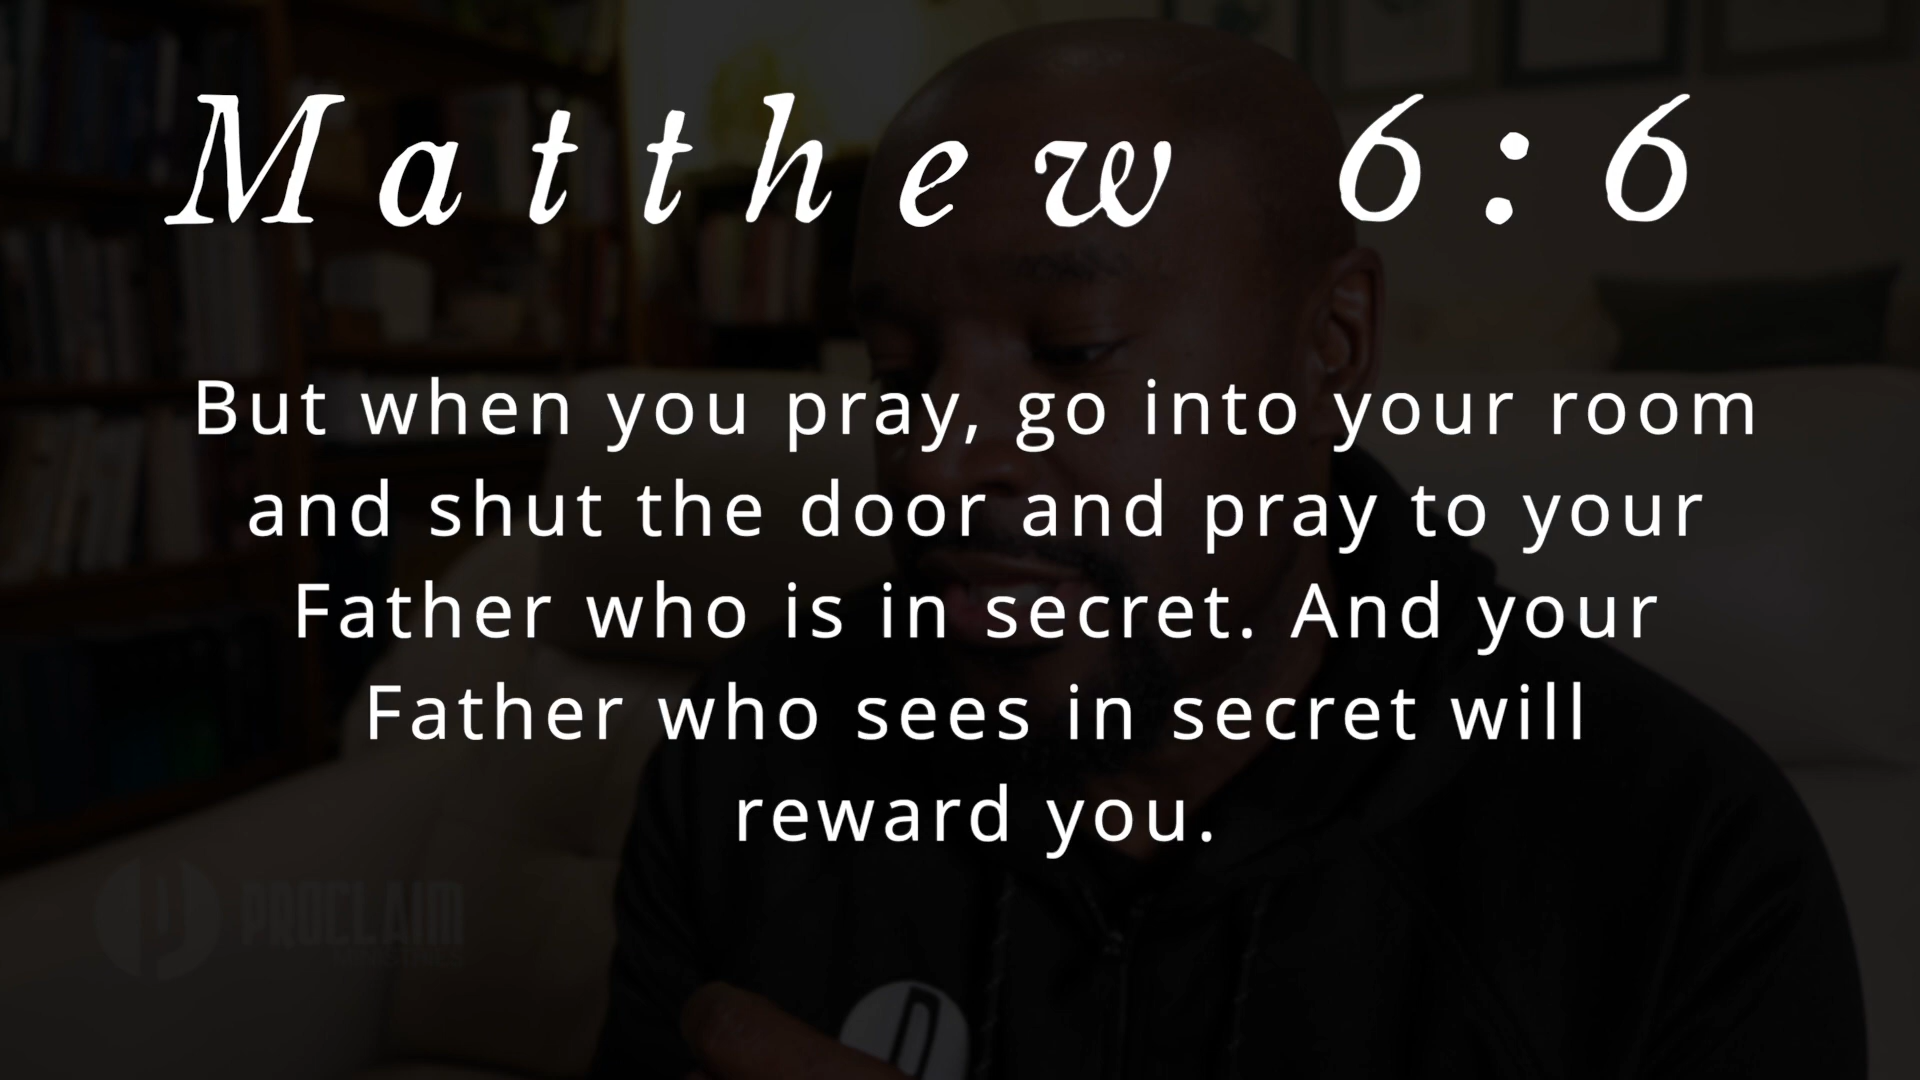 Matthew 6:6
But when you pray, go into your room
and shut the door and pray to your
Father who is in secret. And your
Father who sees in secret will
reward you.
PROCLAIM